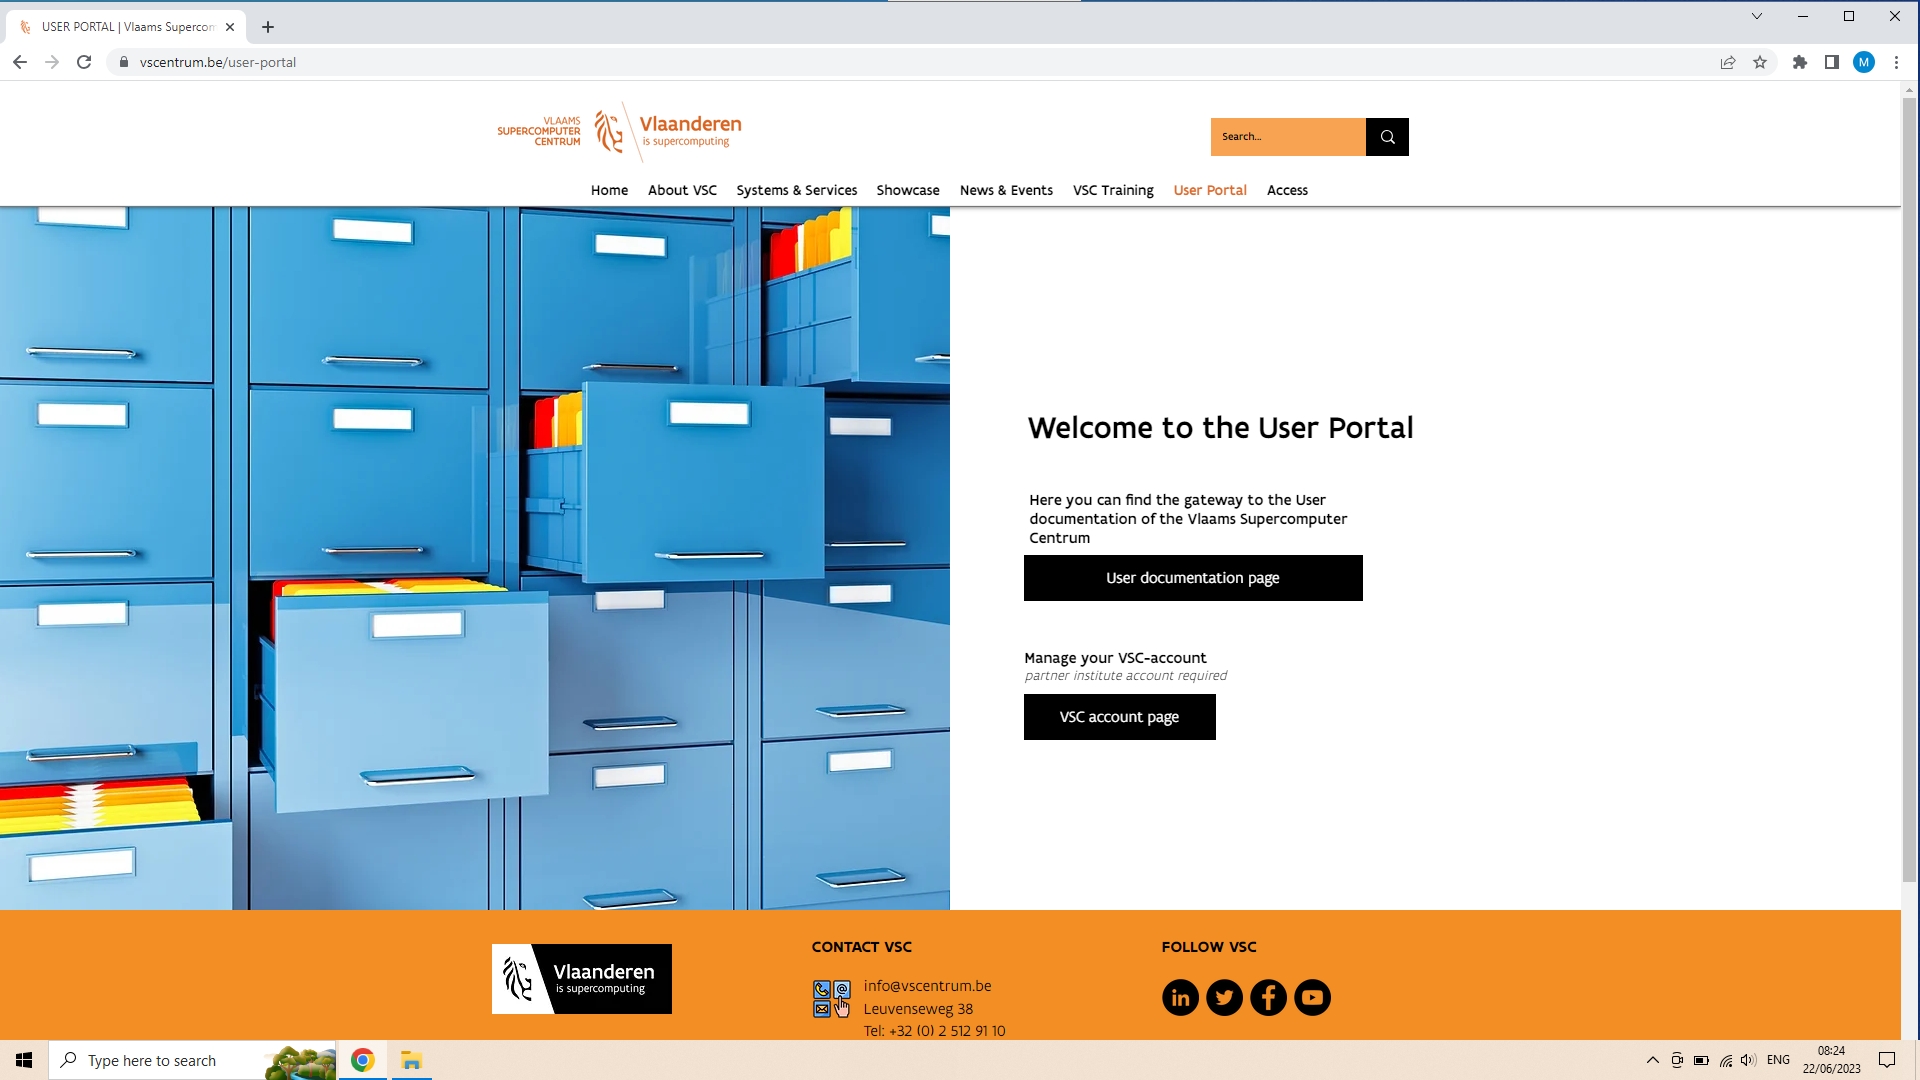 USER PORTAL | Vlaams Supercom
vscentrum.be/user-portal
M
VLAAMS
SUPERCOMPUTER
CENTRUM
Vlaanderen
is supercomputing
Search...
Home About VSC Systems & Services Showcase News & Events VSC Training User Portal Access
Welcome to the User Portal
Here you can find the gateway to the User
documentation of the Vlaams Supercomputer
Centrum
User documentation page
Manage your VSC-account
partner institute account required
VSC account page
Vlaanderen
is supercomputing
CONTACT VSC
info@vscentrum.be
Leuvenseweg 38
Tel: +32 (0) 2 512 91 10
FOLLOW VSC
in
Type here to search
ENG
08:24
22/06/2023